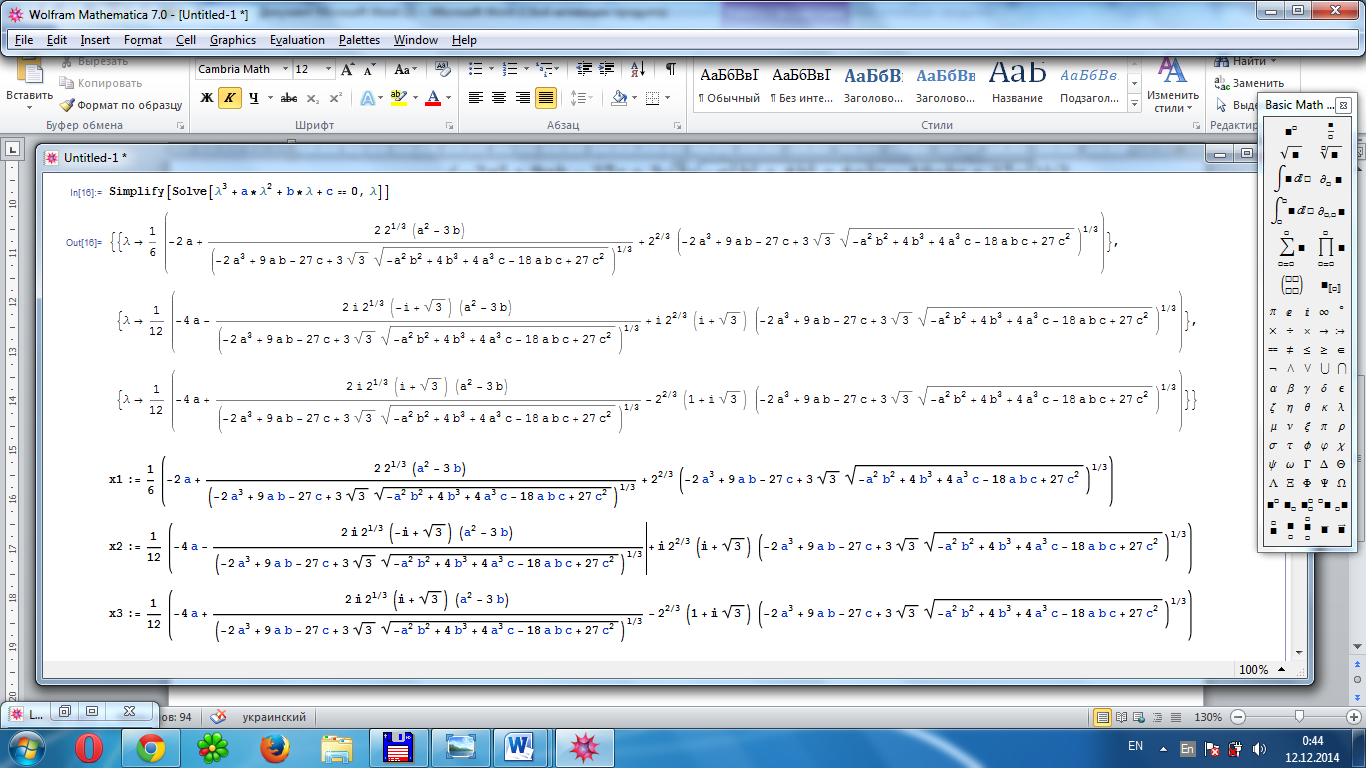 Wolfram Mathematica 7.0 - [Untitled-1 *]
File Edit Insert Format Cell Graphics Evaluation Palettes Window Help
Вырезать
Копировать
Формат по образцу
Вставить
Буфер обмена
Cambria Math 12
Ж К Ч abc x₂ x² A ab A
Шрифт
Абзац
АаБбВвГ АаБбВвГ АаБбВ АаБбВ АаБ АаБбВв.
¶ Обычный ¶ Без инте... Заголово... Заголово... Название Подзагол...
Стили
Изменить стили
Найти
Заменить
Редактир
Basic Math ...
Untitled-1 *
In[16]:= Simplify[Solve[λ^3 + a * λ^2 + b * λ + c == 0, λ]]
Out[16]= {{λ → 1/6 (-2 a + (2 2^(1/3) (a^2 - 3 b))/(-2 a^3 + 9 a b - 27 c + 3 √3 √(-a^2 b^2 + 4 b^3 + 4 a^3 c - 18 a b c + 27 c^2))^(1/3) + 2^(2/3) (-2 a^3 + 9 a b - 27 c + 3 √3 √(-a^2 b^2 + 4 b^3 + 4 a^3 c - 18 a b c + 27 c^2))^(1/3))},
{λ → 1/12 (-4 a - (2 i 2^(1/3) (-i + √3) (a^2 - 3 b))/(-2 a^3 + 9 a b - 27 c + 3 √3 √(-a^2 b^2 + 4 b^3 + 4 a^3 c - 18 a b c + 27 c^2))^(1/3) + i 2^(2/3) (i + √3) (-2 a^3 + 9 a b - 27 c + 3 √3 √(-a^2 b^2 + 4 b^3 + 4 a^3 c - 18 a b c + 27 c^2))^(1/3))},
{λ → 1/12 (-4 a + (2 i 2^(1/3) (i + √3) (a^2 - 3 b))/(-2 a^3 + 9 a b - 27 c + 3 √3 √(-a^2 b^2 + 4 b^3 + 4 a^3 c - 18 a b c + 27 c^2))^(1/3) - 2^(2/3) (1 + i √3) (-2 a^3 + 9 a b - 27 c + 3 √3 √(-a^2 b^2 + 4 b^3 + 4 a^3 c - 18 a b c + 27 c^2))^(1/3))}}
x1 := 1/6 (-2 a + (2 2^(1/3) (a^2 - 3 b))/(-2 a^3 + 9 a b - 27 c + 3 √3 √(-a^2 b^2 + 4 b^3 + 4 a^3 c - 18 a b c + 27 c^2))^(1/3) + 2^(2/3) (-2 a^3 + 9 a b - 27 c + 3 √3 √(-a^2 b^2 + 4 b^3 + 4 a^3 c - 18 a b c + 27 c^2))^(1/3))
x2 := 1/12 (-4 a - (2 i 2^(1/3) (-i + √3) (a^2 - 3 b))/(-2 a^3 + 9 a b - 27 c + 3 √3 √(-a^2 b^2 + 4 b^3 + 4 a^3 c - 18 a b c + 27 c^2))^(1/3) + i 2^(2/3) (i + √3) (-2 a^3 + 9 a b - 27 c + 3 √3 √(-a^2 b^2 + 4 b^3 + 4 a^3 c - 18 a b c + 27 c^2))^(1/3))
x3 := 1/12 (-4 a + (2 i 2^(1/3) (i + √3) (a^2 - 3 b))/(-2 a^3 + 9 a b - 27 c + 3 √3 √(-a^2 b^2 + 4 b^3 + 4 a^3 c - 18 a b c + 27 c^2))^(1/3) - 2^(2/3) (1 + i √3) (-2 a^3 + 9 a b - 27 c + 3 √3 √(-a^2 b^2 + 4 b^3 + 4 a^3 c - 18 a b c + 27 c^2))^(1/3))
100%
π e i ∞ °
× ÷ × → :→
== ≠ ≤ ≥ ∈
¬ ∧ ∨ ∪ ∩
α β γ δ ϵ
ζ η θ κ λ
μ ν ξ π ρ
σ τ ϕ φ χ
ψ ω Γ Δ Θ
Λ Ξ Φ Ψ Ω
L...
ов: 94
украинский
130%
EN
En
0:44
12.12.2014